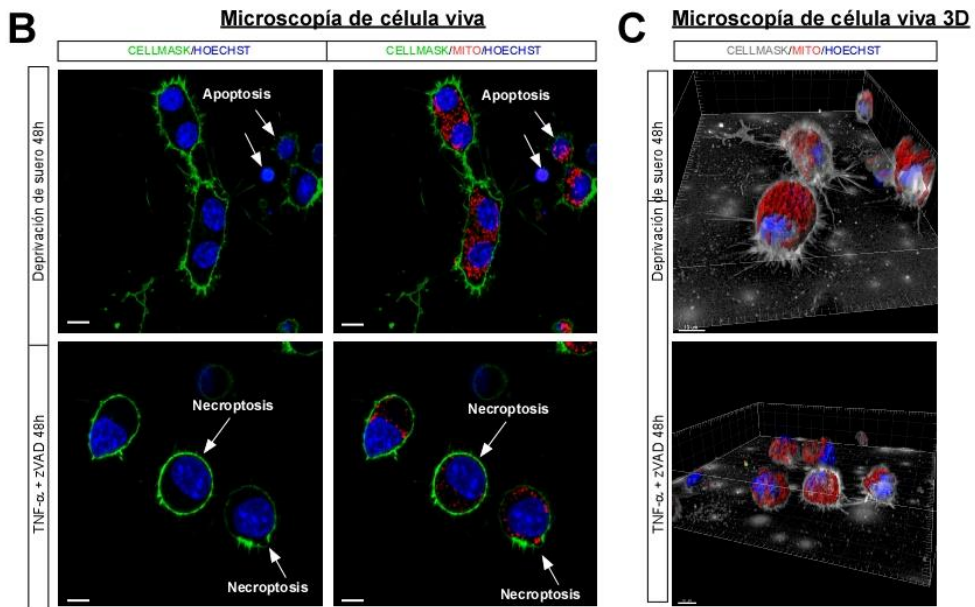 B
Microscopía de célula viva
CELLMASK/HOECHST
CELLMASK/MITO/HOECHST
Deprivación de suero 48h
Apoptosis
Apoptosis
TNF-α + zVAD 48h
Necroptosis
Necroptosis
Necroptosis
Necroptosis
C
Microscopía de célula viva 3D
CELLMASK/MITO/HOECHST
Deprivación de suero 48h
TNF-α + zVAD 48h